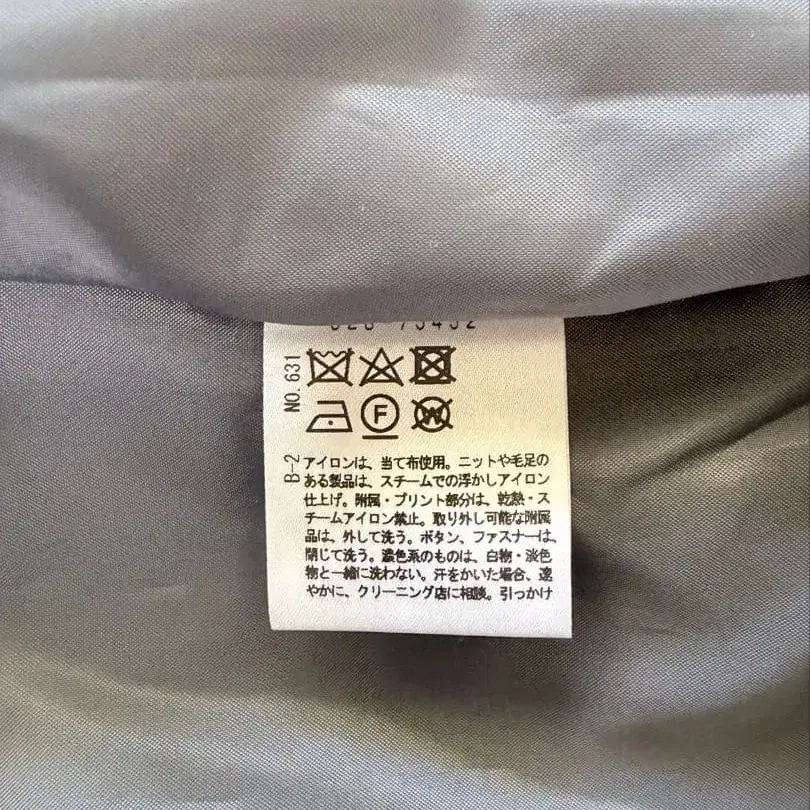 NO. 631
F
W
B-2
アイロンは、当て布使用。ニットや毛足の
ある製品は、スチームでの浮かしアイロン
仕上げ。附属・プリント部分は、乾熱・ス
チームアイロン禁止。取り外し可能な附属
品は、外して洗う。ボタン、ファスナーは、
閉じて洗う。濃色系のものは、白物・淡色
物と一緒に洗わない。汗をかいた場合、速
やかに、クリーニング店に相談。引っかけ